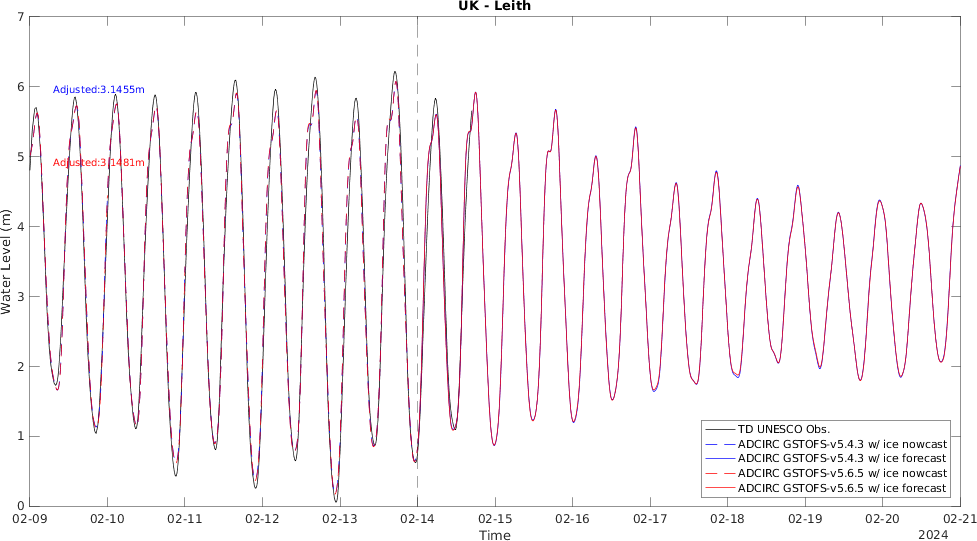 UK - Leith
7
6
5
4
3
2
1
0
Water Level (m)
Adjusted:3.1455m
Adjusted:3.1481m
TD UNESCO Obs.
ADCIRC GSTOFS-v5.4.3 w/ ice nowcast
ADCIRC GSTOFS-v5.4.3 w/ ice forecast
ADCIRC GSTOFS-v5.6.5 w/ ice nowcast
ADCIRC GSTOFS-v5.6.5 w/ ice forecast
02-09 02-10 02-11 02-12 02-13 02-14 02-15 02-16 02-17 02-18 02-19 02-20 02-21
Time
2024